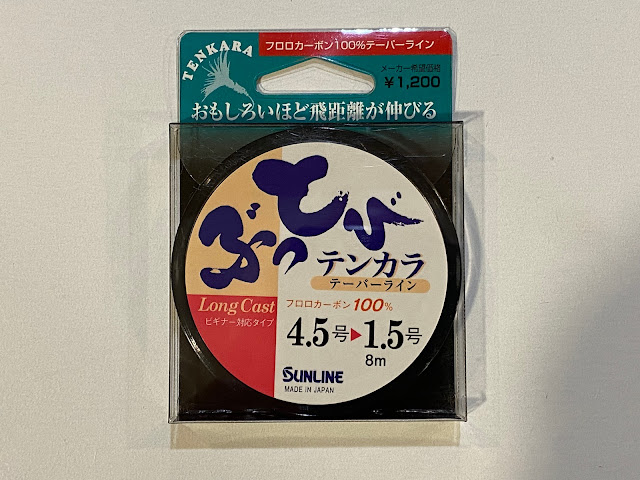 TENKARA
フロロカーボン100%テーパーライン
メーカー希望価格
¥1,200
おもしろいほど飛距離が伸びる
ぶっとび
テンカラ
テーパーライン
Long Cast
ビギナー対応タイプ
フロロカーボン100%
4.5号▶1.5号
8m
SUNLINE
MADE IN JAPAN